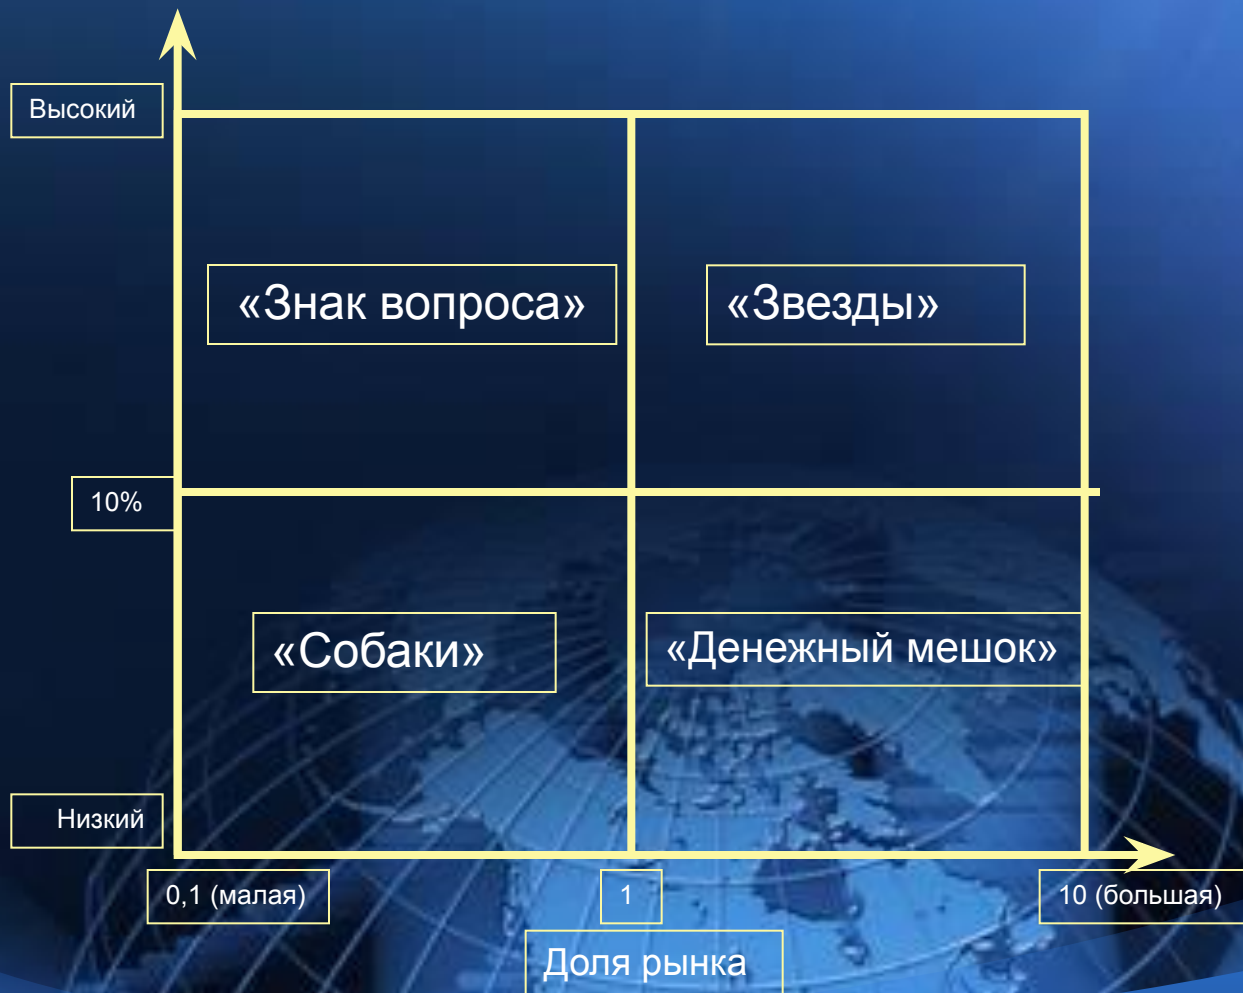 Высокий
«Знак вопроса»
«Звезды»
10%
«Собаки»
«Денежный мешок»
Низкий
0,1 (малая)
1
10 (большая)
Доля рынка